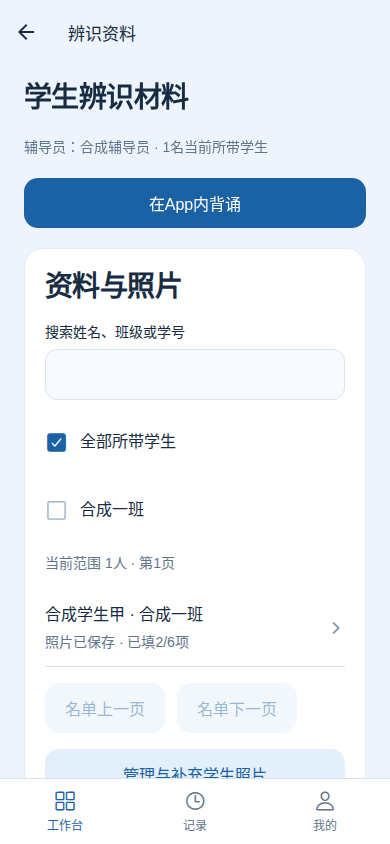 辨识资料
学生辨识材料
辅导员：合成辅导员 · 1名当前所带学生
在App内背诵
资料与照片
搜索姓名、班级或学号
全部所带学生
合成一班
当前范围 1人 · 第1页
合成学生甲 · 合成一班
照片已保存 · 已填2/6项
名单上一页 名单下一页
管理与补充学生照片
工作台 记录 我的